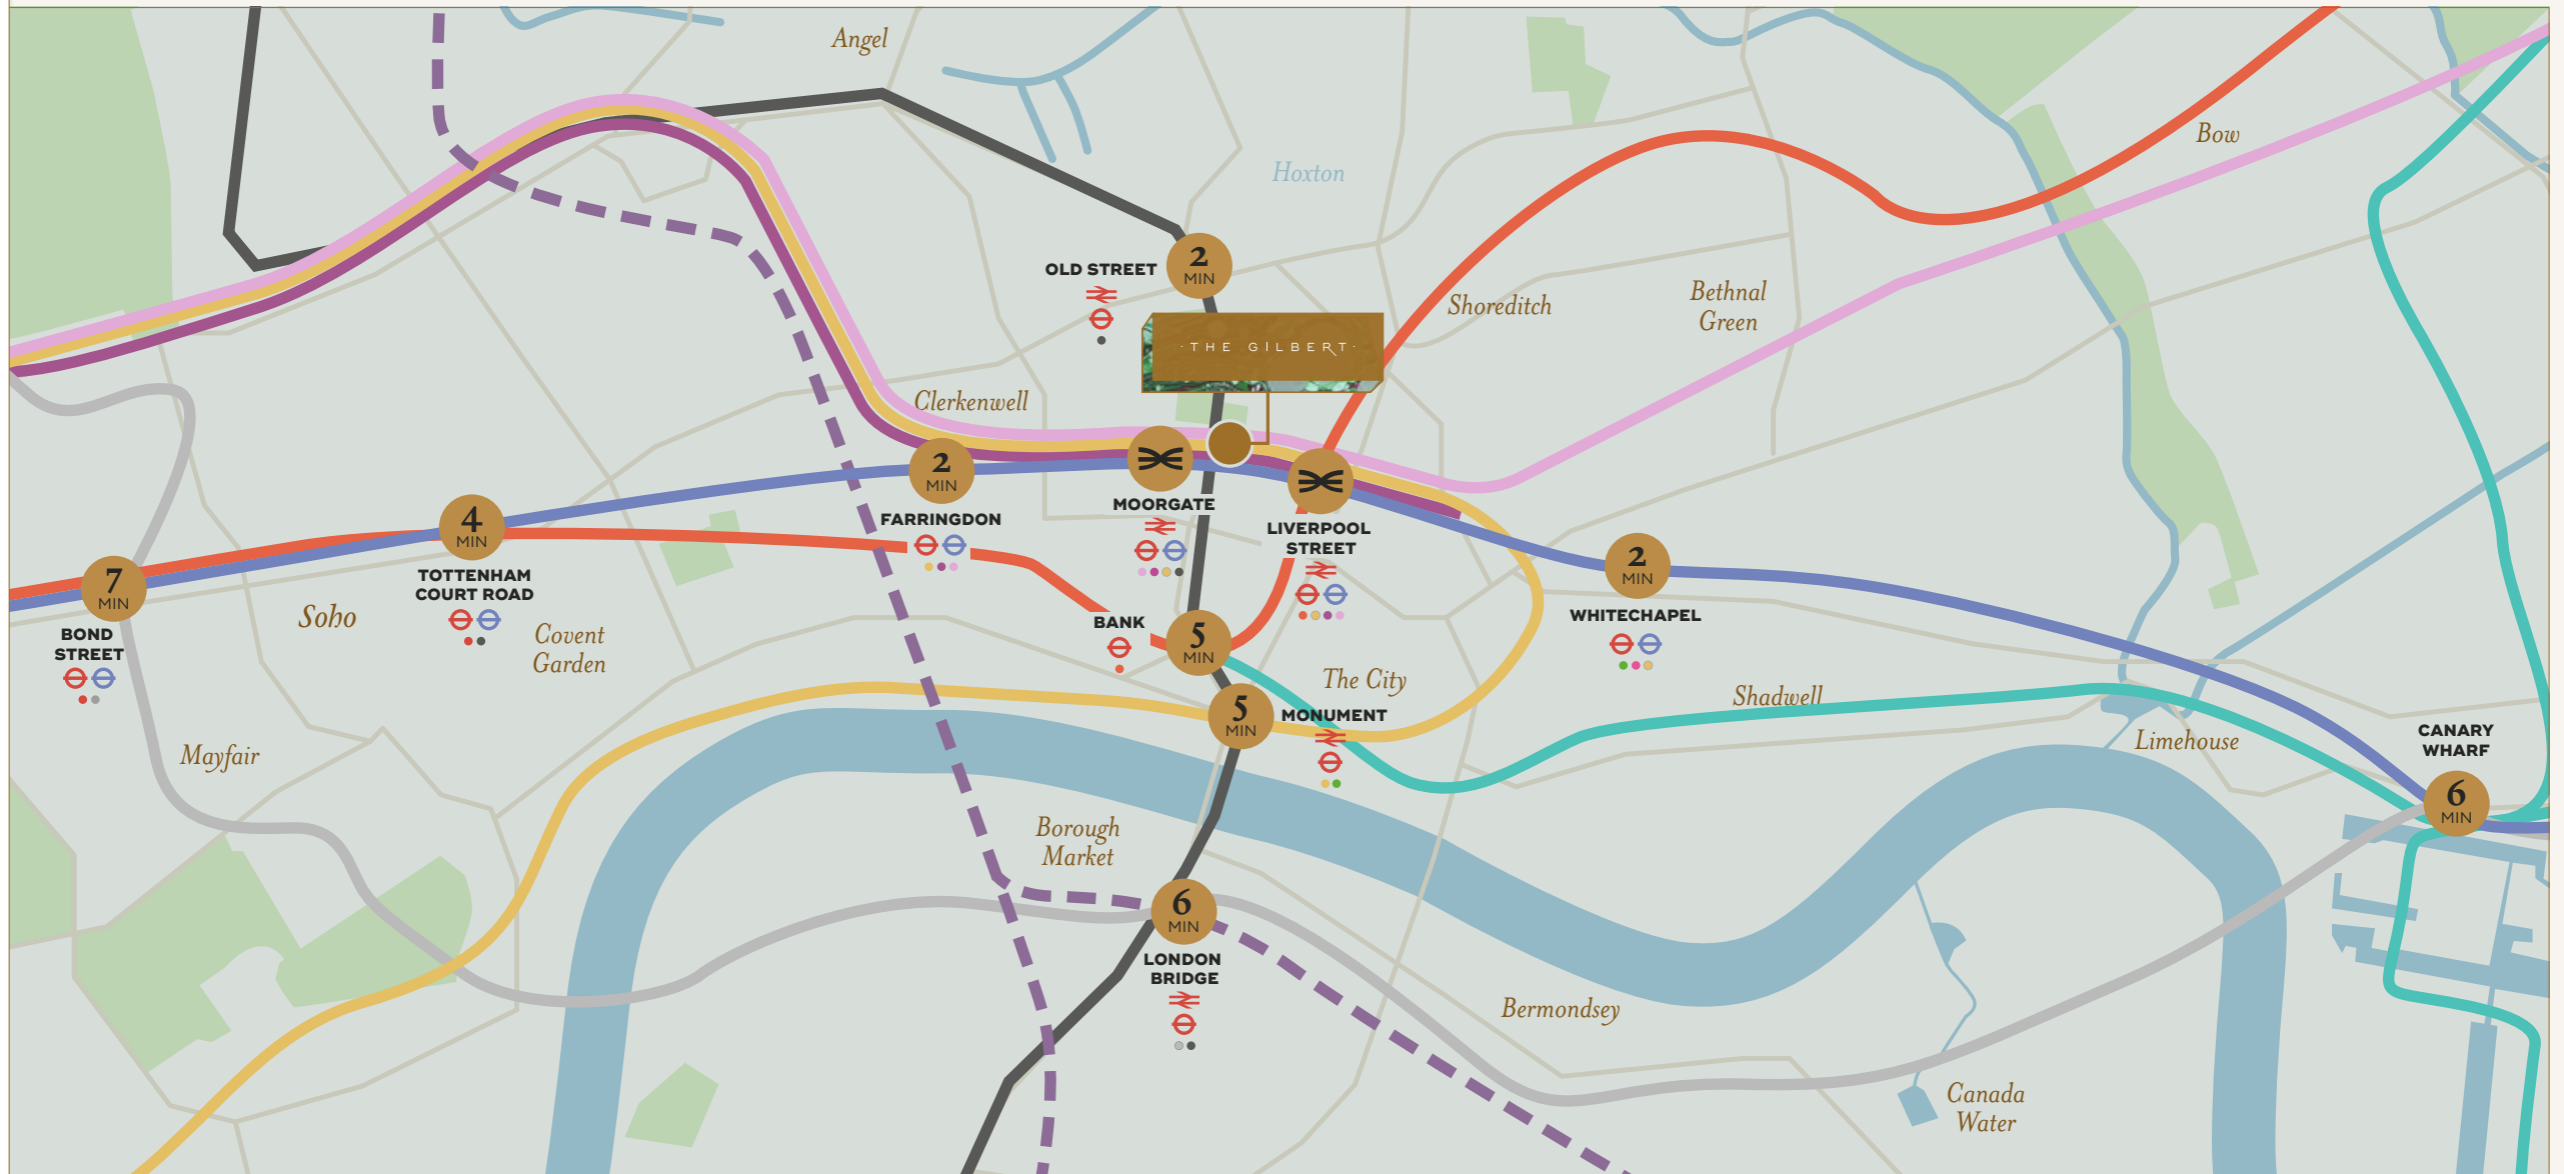 Angel
Bow
Hoxton
2
MIN
OLD STREET
Shoreditch
Bethnal
Green
· THE GILBERT ·
Clerkenwell
2
MIN
FARRINGDON
MOORGATE
LIVERPOOL
STREET
4
MIN
TOTTENHAM
COURT ROAD
2
MIN
WHITECHAPEL
7
MIN
BOND
STREET
Soho
Covent
Garden
BANK
5
MIN
The City
5
MIN
MONUMENT
Shadwell
Limehouse
CANARY
WHARF
6
MIN
Mayfair
Borough
Market
6
MIN
LONDON
BRIDGE
Bermondsey
Canada
Water